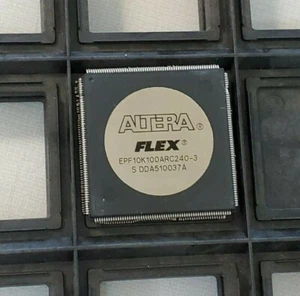 ALTERA®
FLEX®
EPF10K100ARC240-3
S DDA510037A